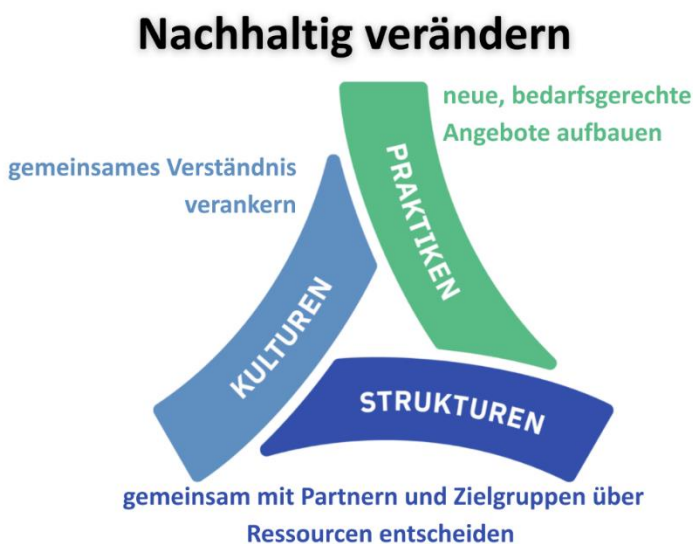 Nachhaltig verändern
neue, bedarfsgerechte
Angebote aufbauen
PRAKTIKEN
gemeinsames Verständnis
verankern
KULTUREN
STRUKTUREN
gemeinsam mit Partnern und Zielgruppen über
Ressourcen entscheiden